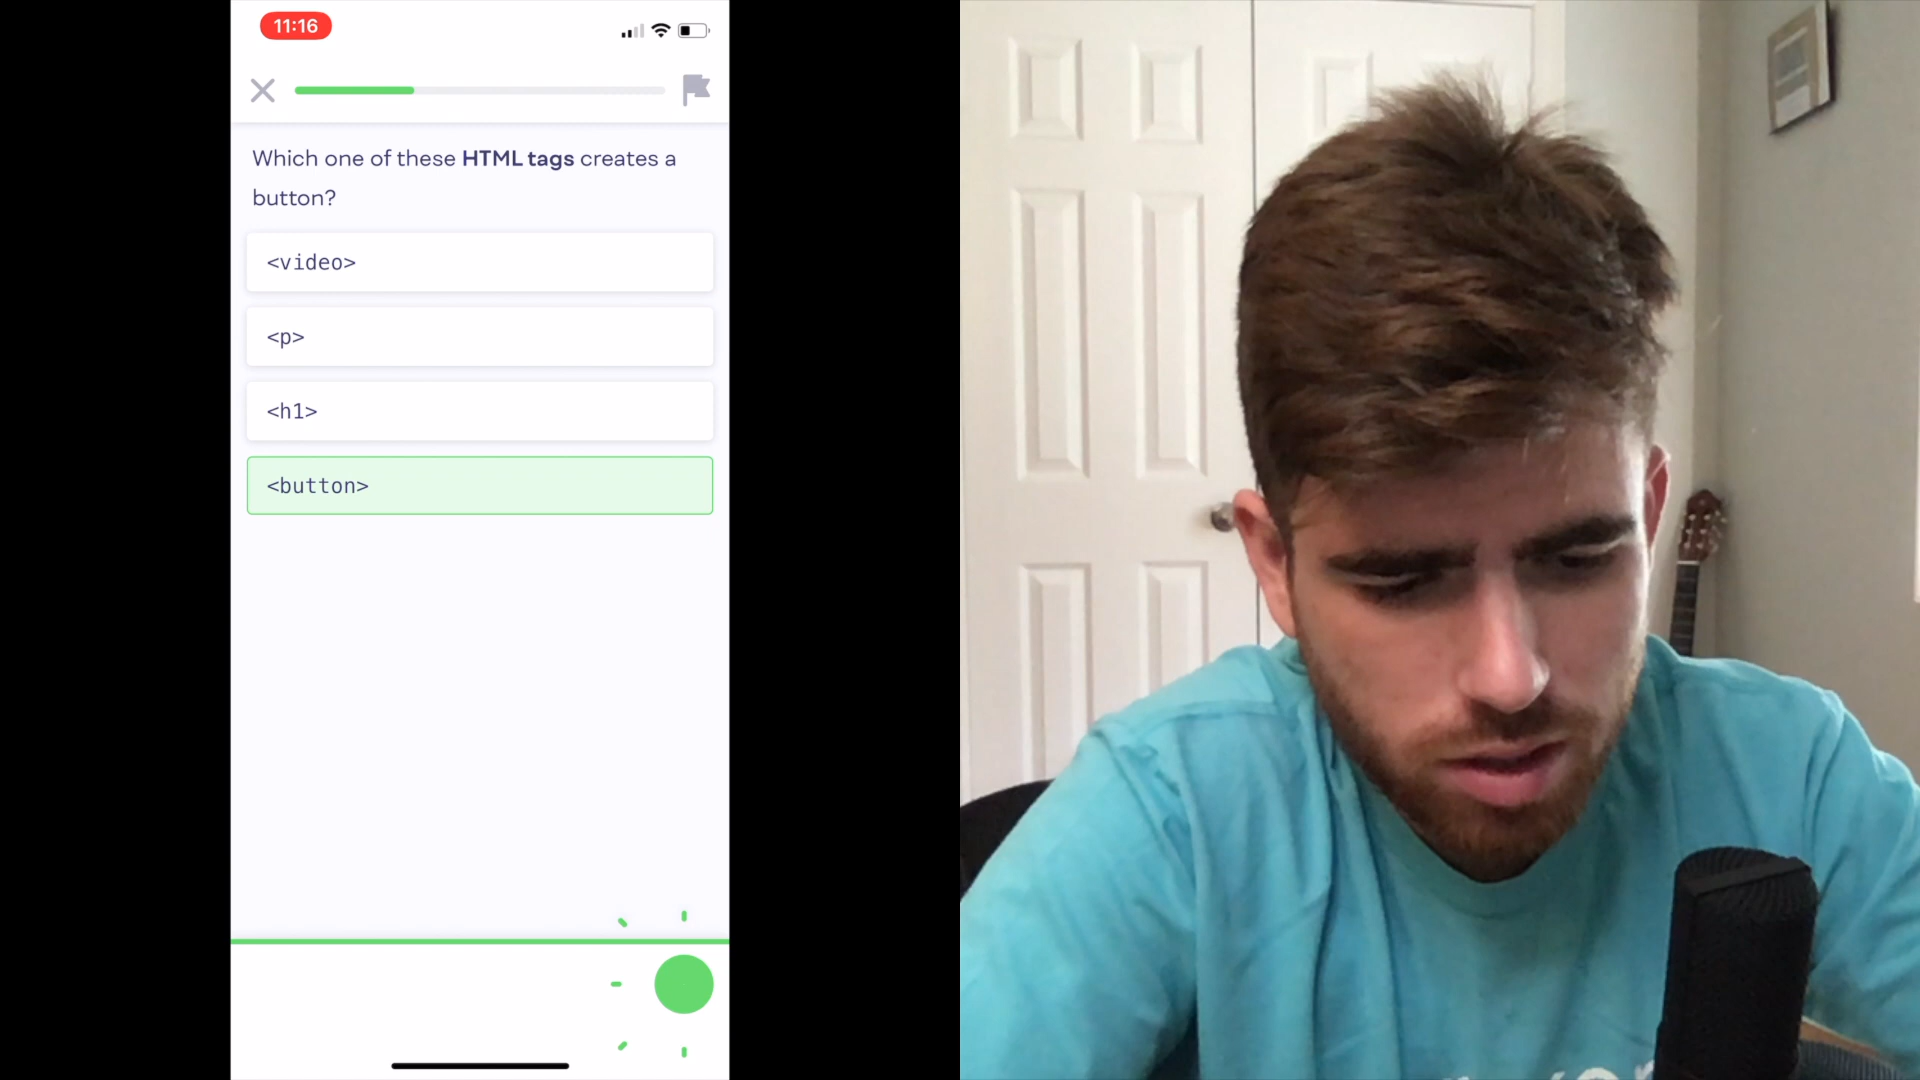 11:16
Which one of these HTML tags creates a
button?
<video>
<p>
<h1>
<button>